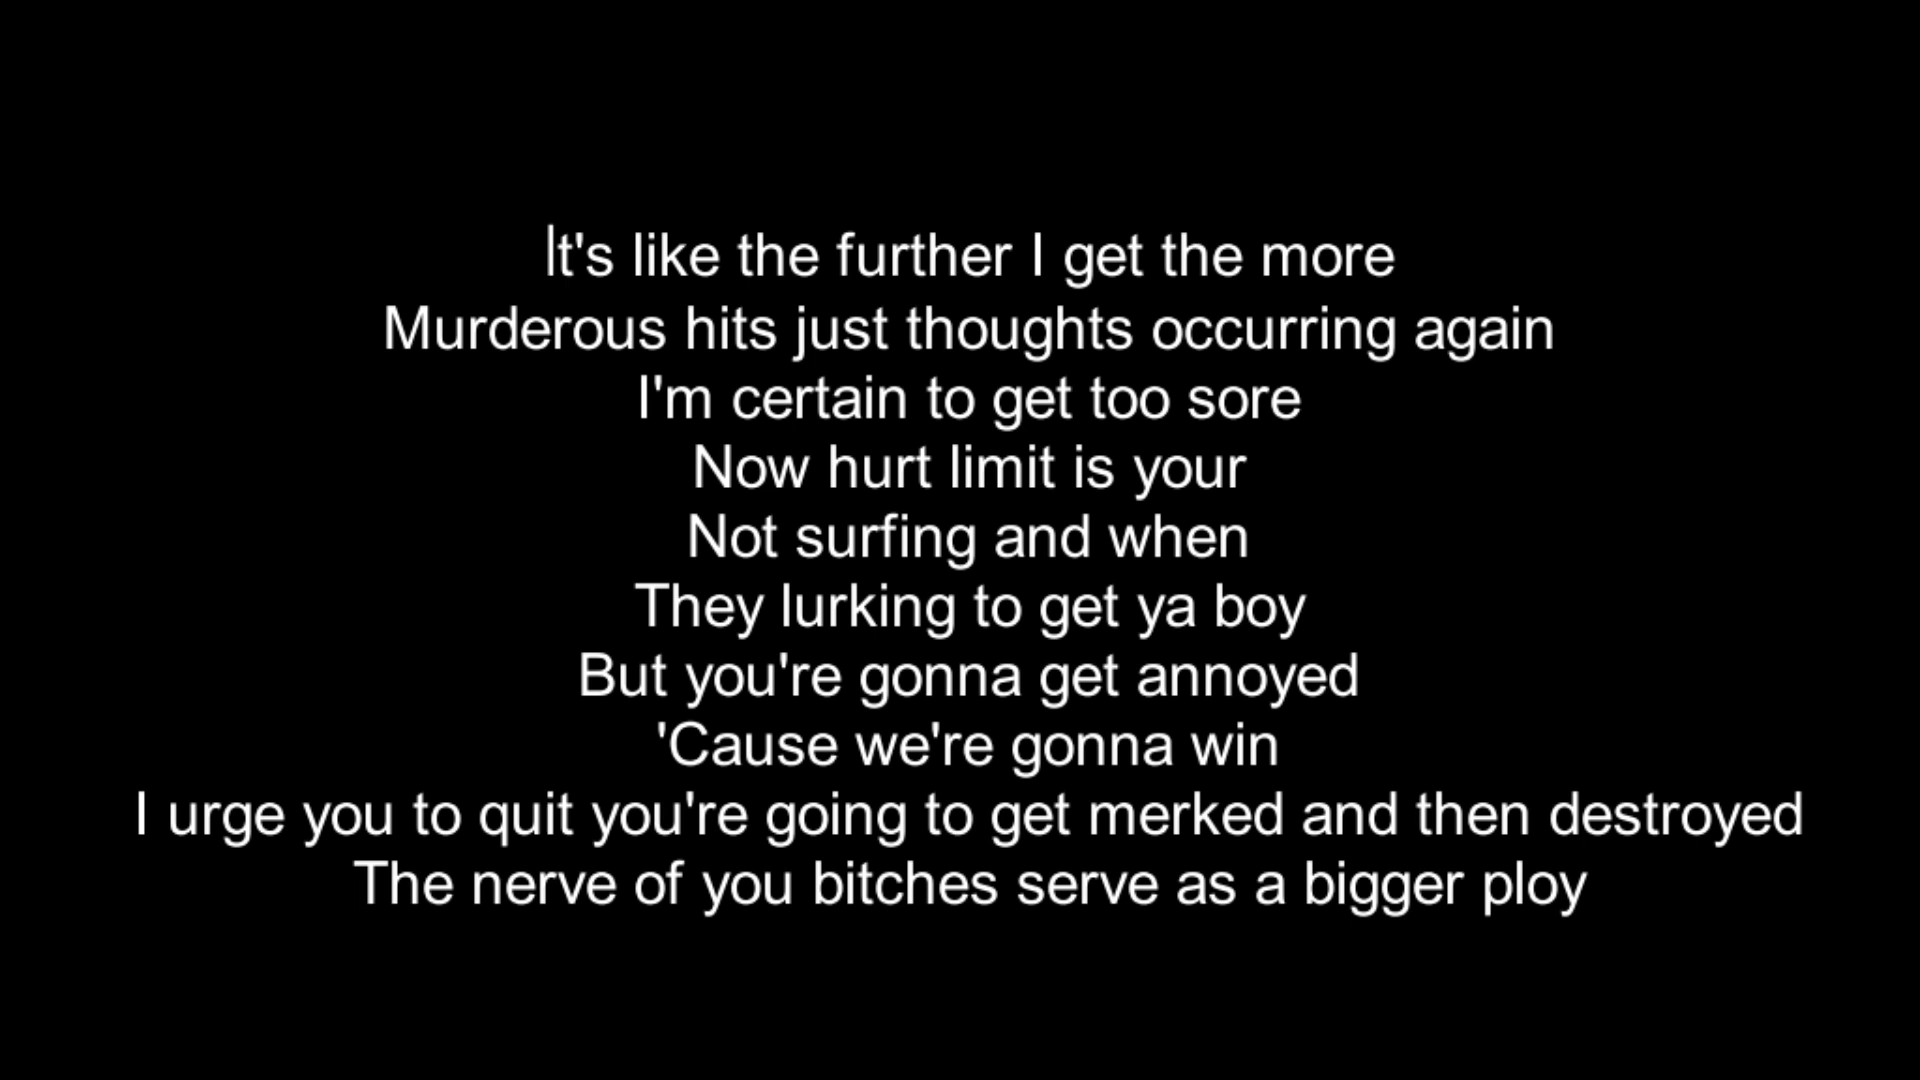 It's like the further I get the more
Murderous hits just thoughts occurring again
I'm certain to get too sore
Now hurt limit is your
Not surfing and when
They lurking to get ya boy
But you're gonna get annoyed
'Cause we're gonna win
I urge you to quit you're going to get merked and then destroyed
The nerve of you bitches serve as a bigger ploy